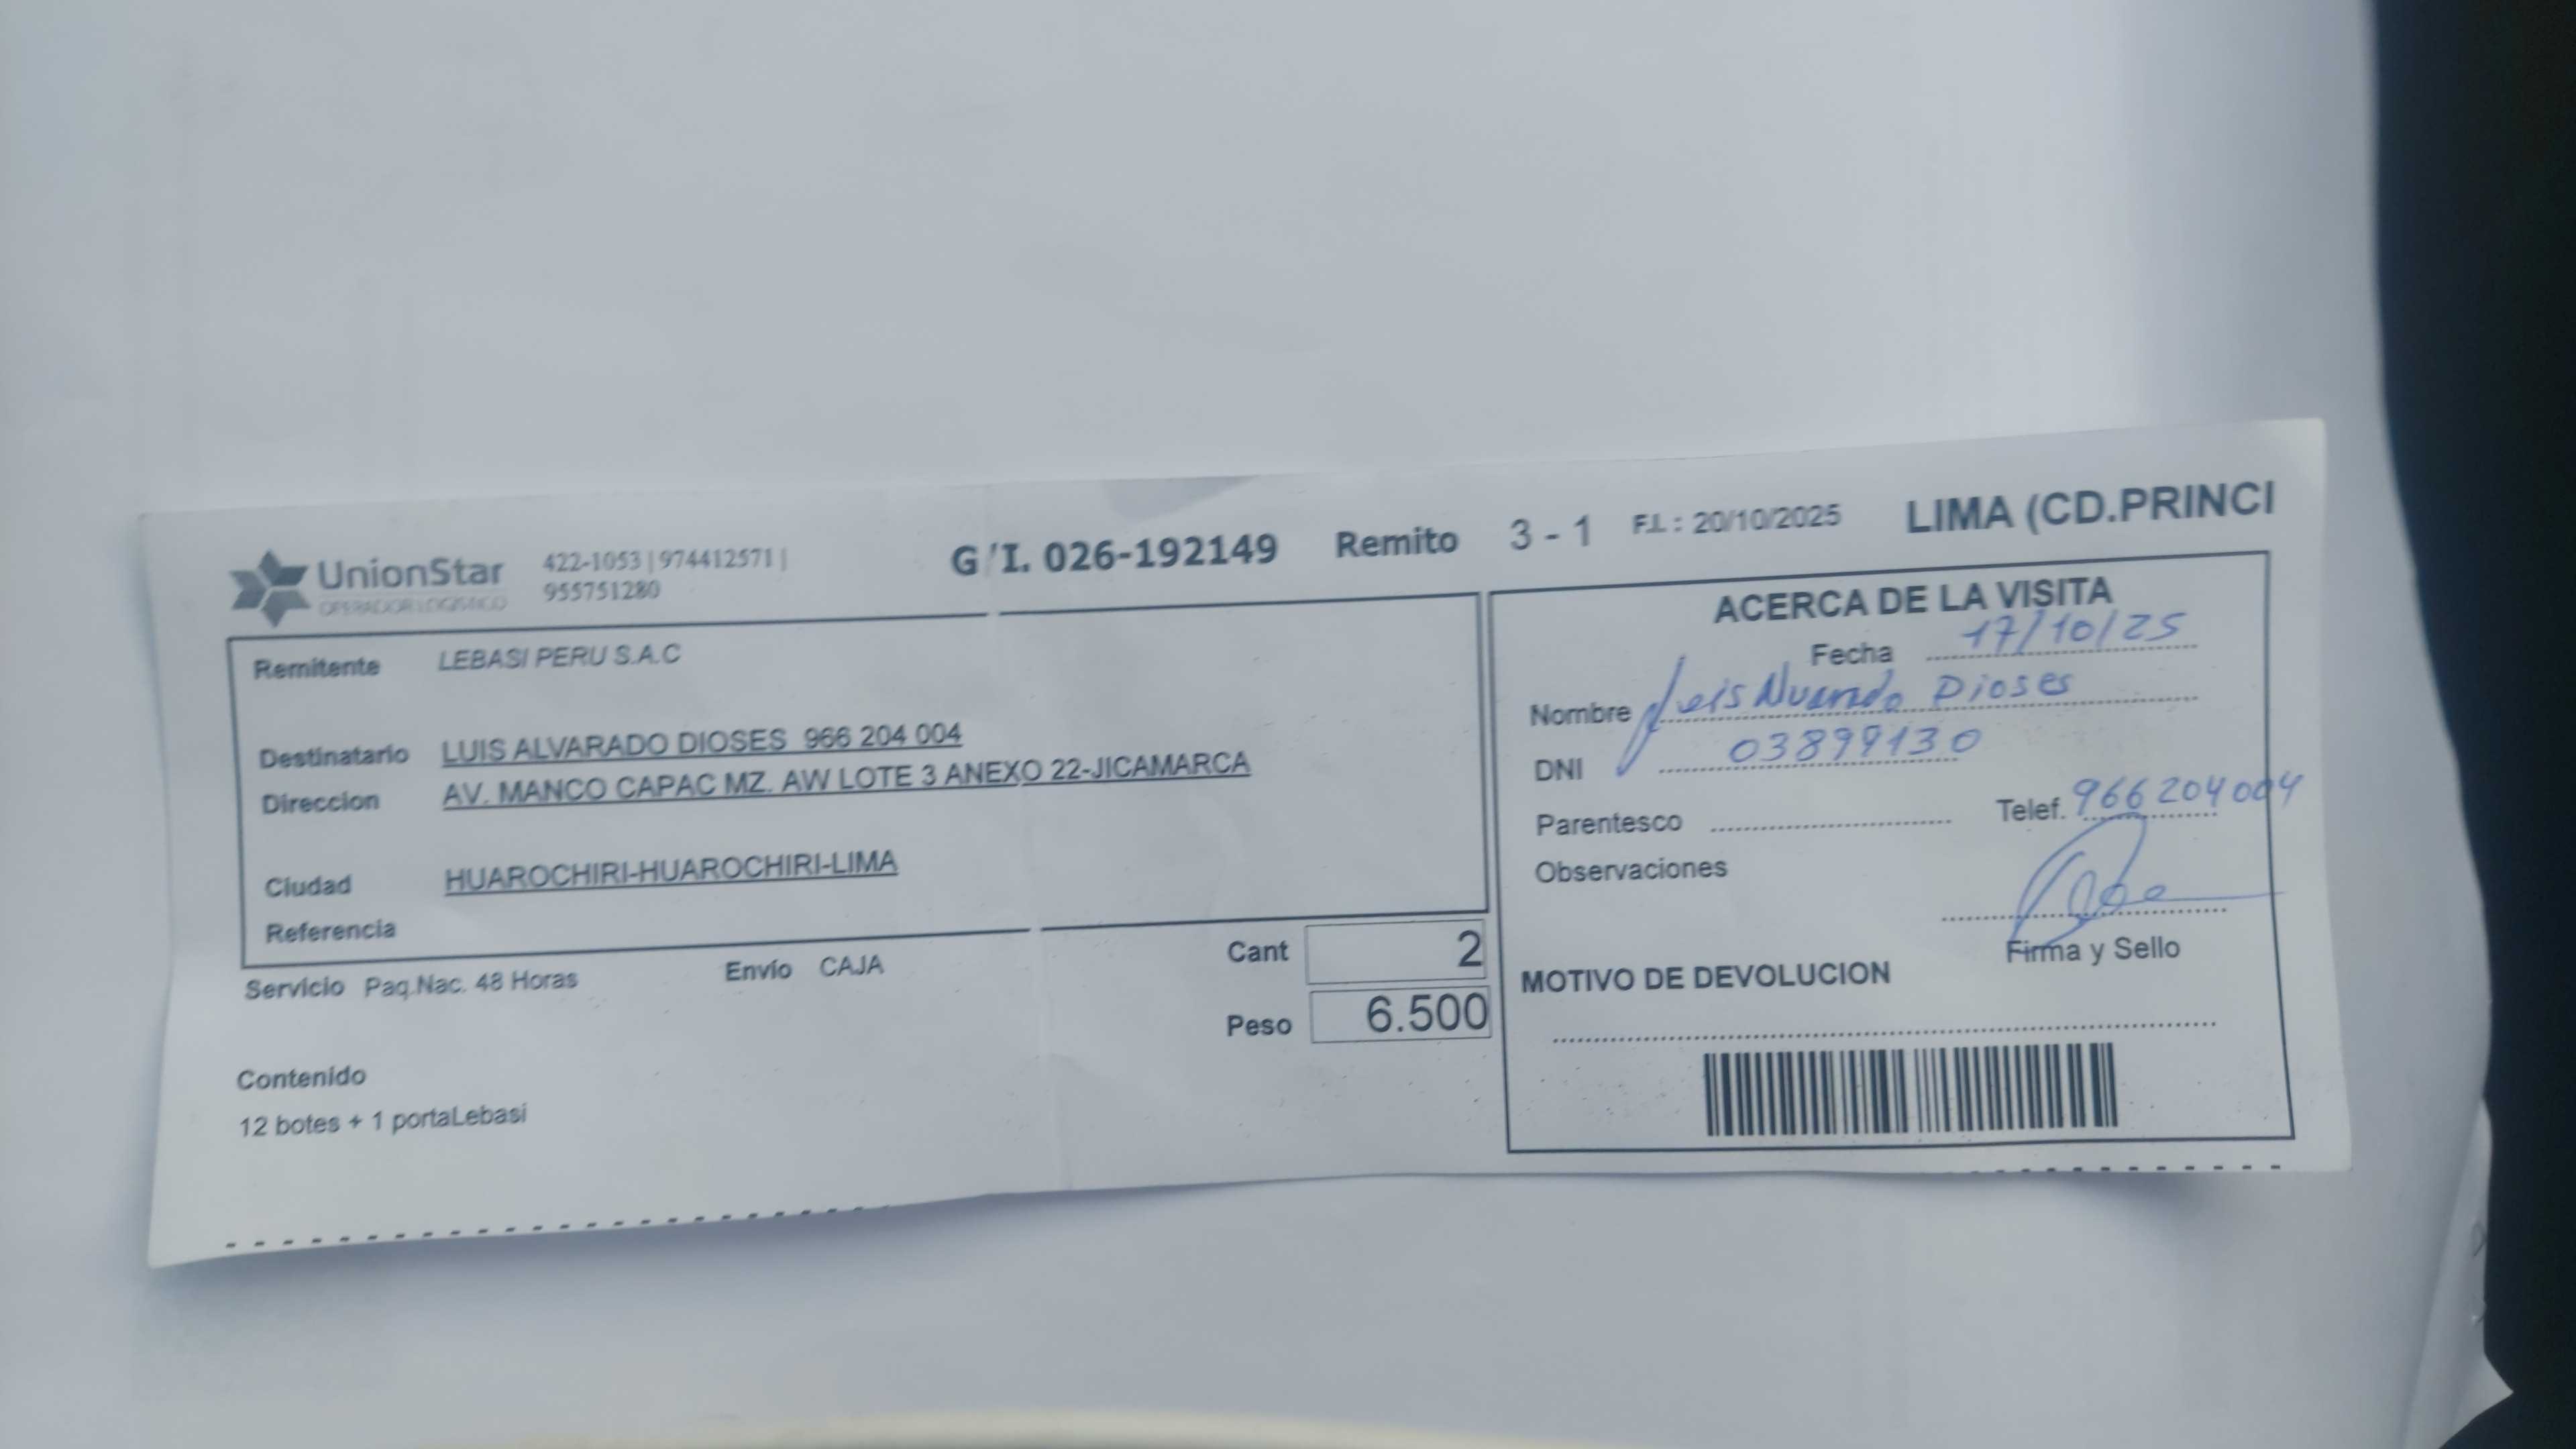 UnionStar
OPERADOR LOGISTICO
422-1053 | 974412571 |
955751280
G/I. 026-192149 Remito 3 - 1 F.I.: 20/10/2025 LIMA (CD.PRINCI
Remitente LEBASI PERU S.A.C
Destinatario LUIS ALVARADO DIOSES 966 204 004
Direccion AV. MANCO CAPAC MZ. AW LOTE 3 ANEXO 22-JICAMARCA
Ciudad HUAROCHIRI-HUAROCHIRI-LIMA
Referencia
Servicio Paq.Nac. 48 Horas Envío CAJA
Cant 2
Peso 6.500
Contenido
12 botes + 1 portaLebasi
ACERCA DE LA VISITA
Fecha 17/10/25
Nombre Luis Alvarado Dioses
DNI 03899130
Parentesco Telef. 966204004
Observaciones
Firma y Sello
MOTIVO DE DEVOLUCION